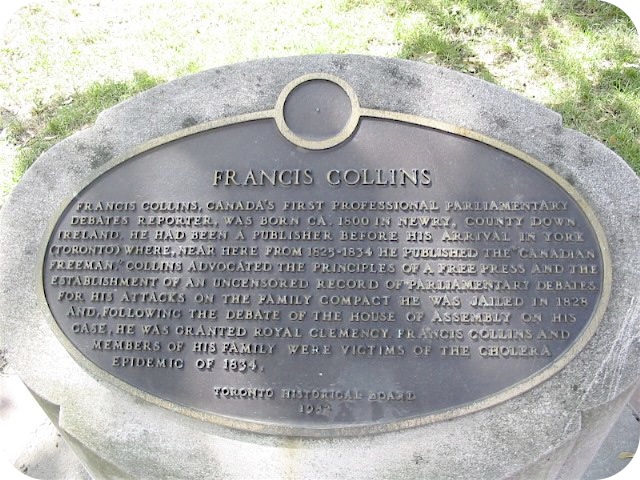 FRANCIS COLLINS
FRANCIS COLLINS, CANADA'S FIRST PROFESSIONAL PARLIAMENTARY
DEBATES REPORTER, WAS BORN CA. 1800 IN NEWRY, COUNTY DOWN,
IRELAND. HE HAD BEEN A PUBLISHER BEFORE HIS ARRIVAL IN YORK
(TORONTO) WHERE, NEAR HERE FROM 1825-1834 HE PUBLISHED THE "CANADIAN
FREEMAN." COLLINS ADVOCATED THE PRINCIPLES OF A FREE PRESS AND THE
ESTABLISHMENT OF AN UNCENSORED RECORD OF PARLIAMENTARY DEBATES.
FOR HIS ATTACKS ON THE FAMILY COMPACT HE WAS JAILED IN 1828
AND, FOLLOWING THE DEBATE OF THE HOUSE OF ASSEMBLY ON HIS
CASE, HE WAS GRANTED ROYAL CLEMENCY. FRANCIS COLLINS AND
MEMBERS OF HIS FAMILY WERE VICTIMS OF THE CHOLERA
EPIDEMIC OF 1834.
TORONTO HISTORICAL BOARD